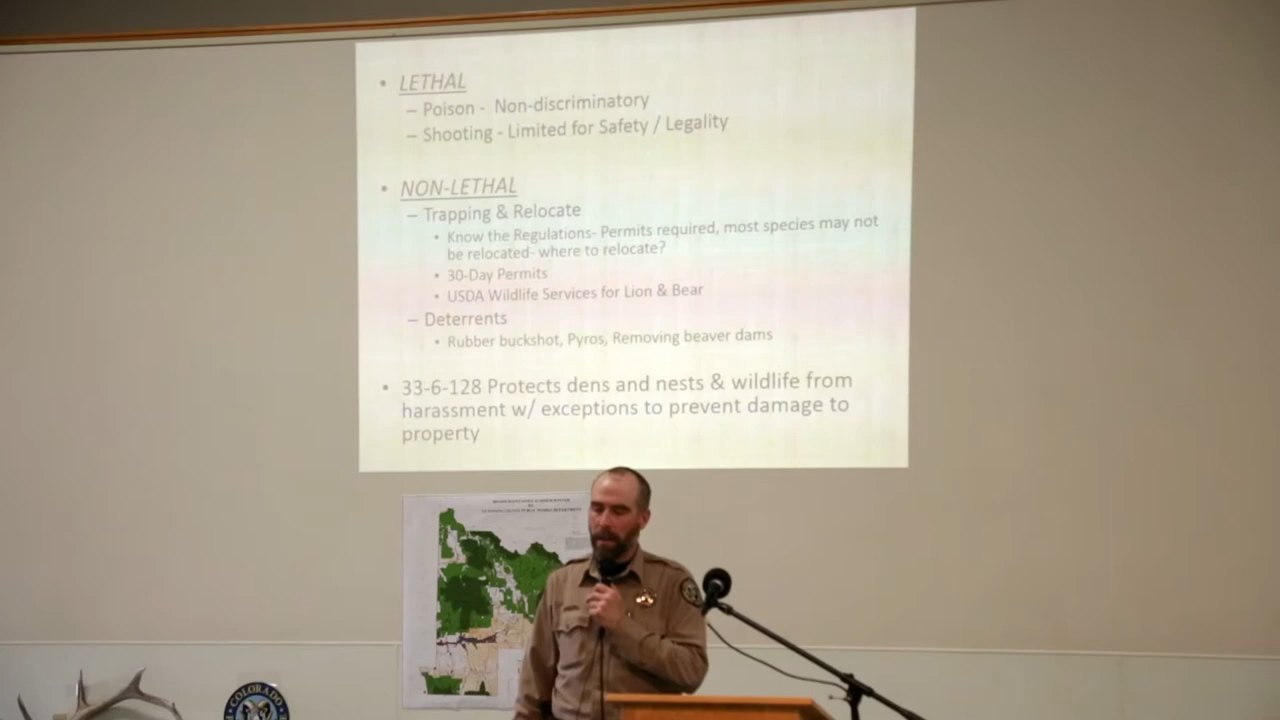 • LETHAL
– Poison - Non-discriminatory
– Shooting - Limited for Safety / Legality
• NON-LETHAL
– Trapping & Relocate
• Know the Regulations- Permits required, most species may not
be relocated- where to relocate?
• 30-Day Permits
• USDA Wildlife Services for Lion & Bear
– Deterrents
• Rubber buckshot, Pyros, Removing beaver dams
• 33-6-128 Protects dens and nests & wildlife from
harassment w/ exceptions to prevent damage to
property
COLORADO